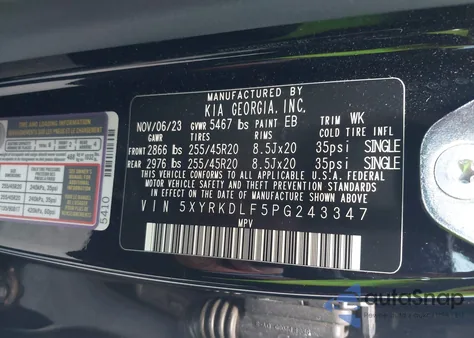 MANUFACTURED BY
KIA GEORGIA, INC.
NOV/06/23 GVWR 5467 lbs PAINT EB TRIM WK
GAWR TIRES RIMS COLD TIRE INFL
FRONT 2866 lbs 255/45R20 8.5Jx20 35psi SINGLE
REAR 2976 lbs 255/45R20 8.5Jx20 35psi SINGLE
THIS VEHICLE CONFORMS TO ALL APPLICABLE FEDERAL
MOTOR VEHICLE SAFETY, BUMPER, AND THEFT PREVENTION STANDARDS
IN EFFECT ON THE DATE OF MANUFACTURE SHOWN ABOVE.
VIN 5XYRKDLF5PG243347
MPV
5410
autoSnap